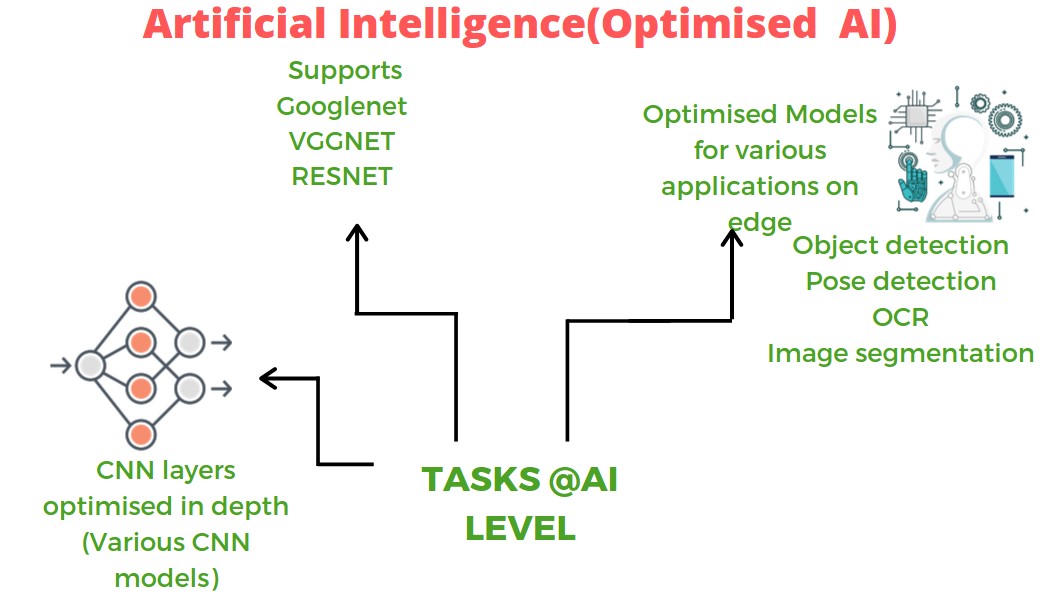 Artificial Intelligence(Optimised AI)
Supports
Googlenet
VGGNET
RESNET
Optimised Models
for various
applications on
edge
Object detection
Pose detection
OCR
Image segmentation
CNN layers
optimised in depth
(Various CNN
models)
TASKS @AI
LEVEL